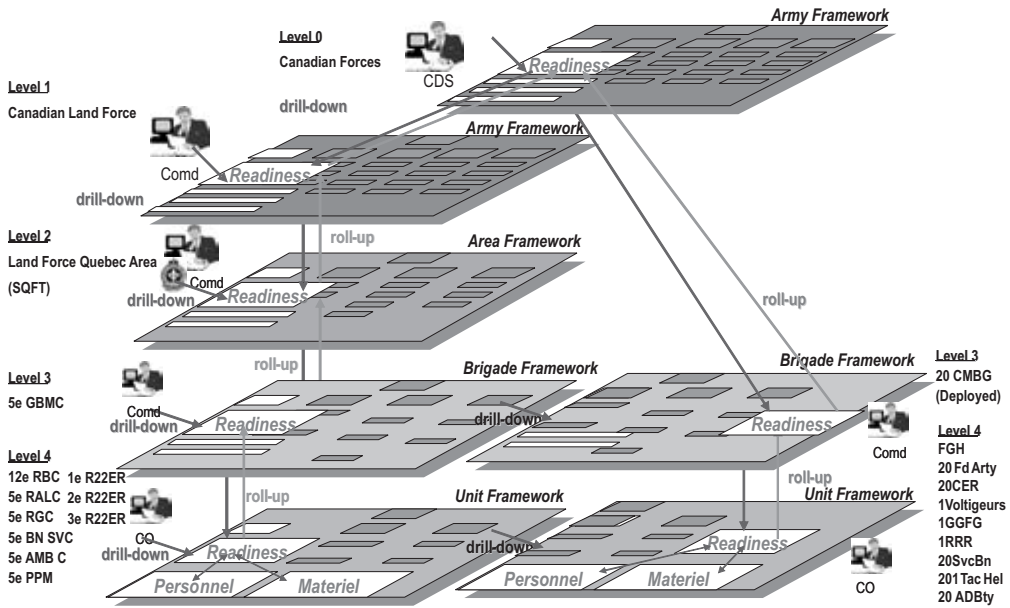 Army Framework
Level 0
Canadian Forces
CDS
Readiness
drill-down
Level 1
Canadian Land Force
Army Framework
Comd
Readiness
drill-down
roll-up
Level 2
Land Force Quebec Area
(SQFT)
Area Framework
Comd
drill-down
Readiness
roll-up
roll-up
Level 3
5e GBMC
Brigade Framework
Comd
drill-down
Readiness
Brigade Framework
drill-down
Readiness
Comd
Level 3
20 CMBG
(Deployed)
Level 4
12e RBC 1e R22ER
5e RALC 2e R22ER
5e RGC 3e R22ER
5e BN SVC
5e AMB C
5e PPM
roll-up
Unit Framework
CO
drill-down
Readiness
Personnel
Materiel
roll-up
Unit Framework
drill-down
Readiness
Personnel
Materiel
CO
Level 4
FGH
20 Fd Arty
20CER
1Voltigeurs
1GGFG
1RRR
20SvcBn
201 Tac Hel
20 ADBty